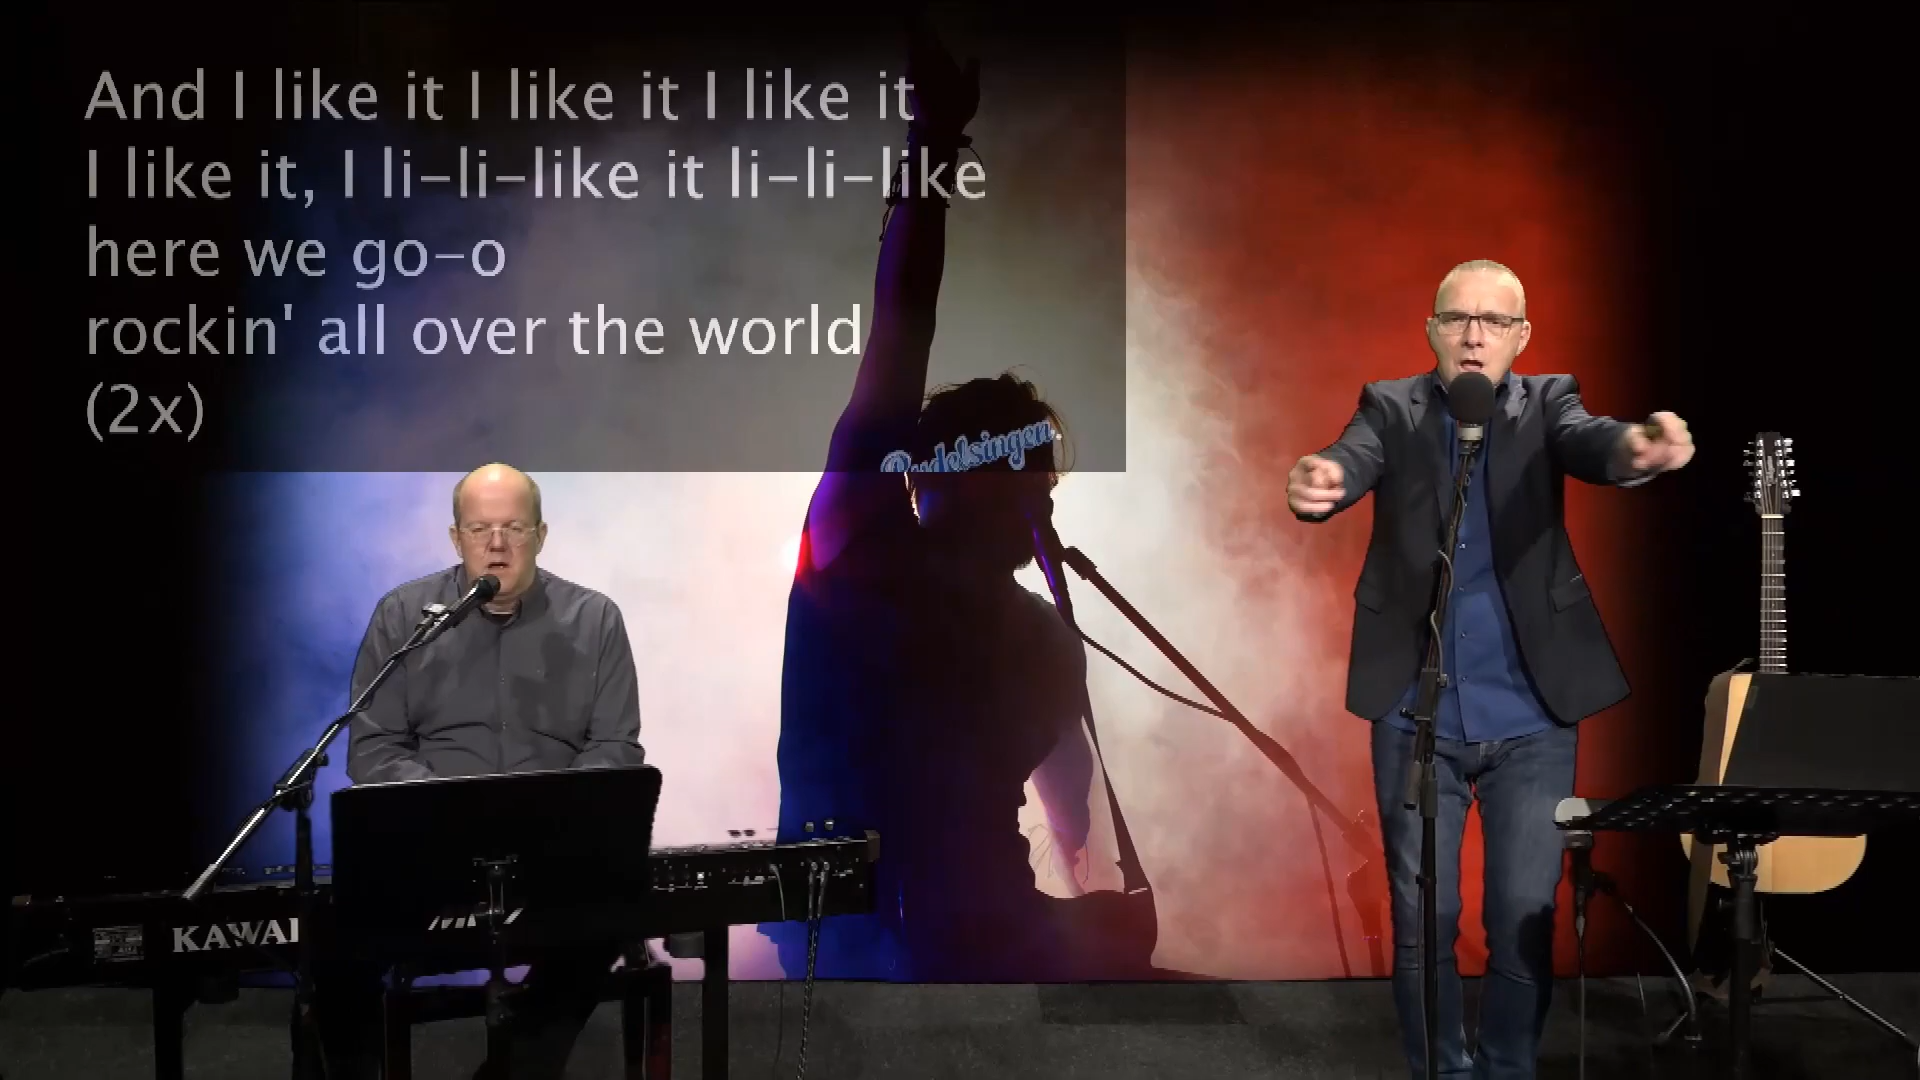 And I like it I like it I like it
I like it, I li-li-like it li-li-like
here we go-o
rockin' all over the world
(2x)
Rudelsingen
KAWAI